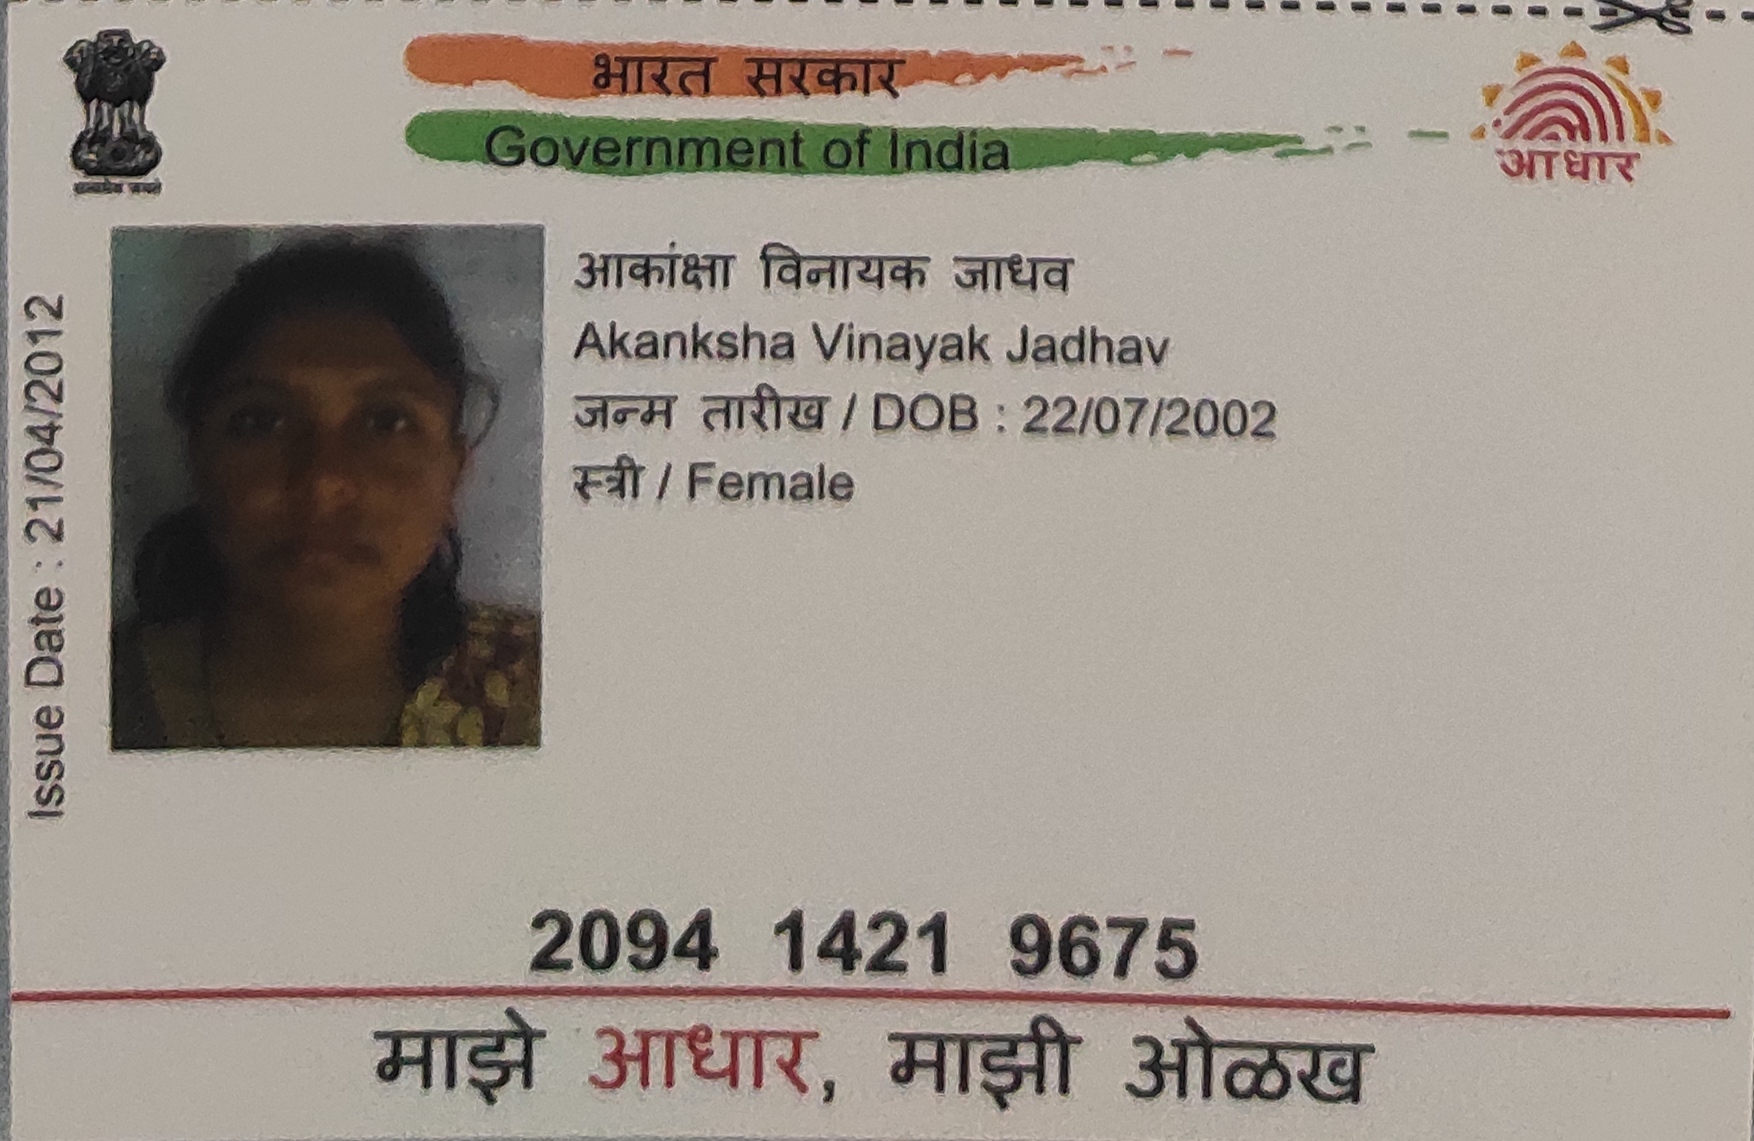 भारत सरकार
Government of India
आधार
आकांक्षा विनायक जाधव
Akanksha Vinayak Jadhav
जन्म तारीख / DOB : 22/07/2002
स्त्री / Female
Issue Date : 21/04/2012
2094 1421 9675
माझे आधार, माझी ओळख